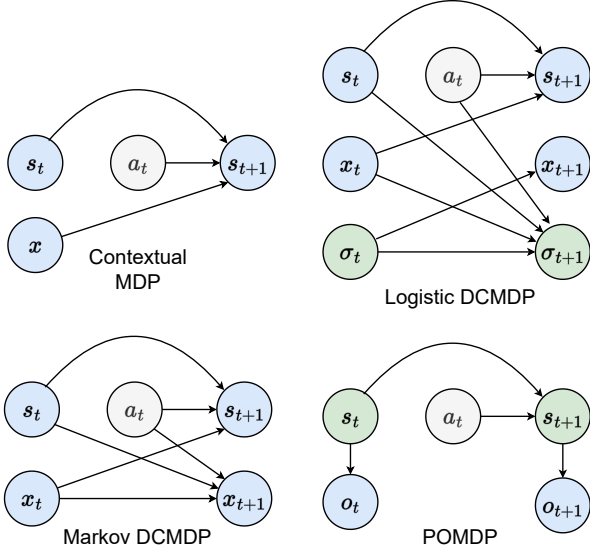 s_t
a_t
s_{t+1}
x
Contextual
MDP
s_t
a_t
s_{t+1}
x_t
x_{t+1}
σ_t
σ_{t+1}
Logistic DCMDP
s_t
a_t
s_{t+1}
x_t
x_{t+1}
Markov DCMDP
s_t
a_t
s_{t+1}
o_t
o_{t+1}
POMDP